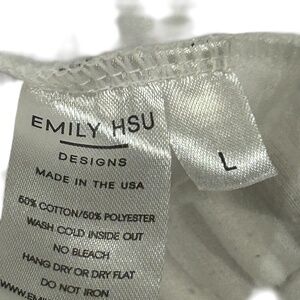 EMILY HSU
DESIGNS
MADE IN THE USA
L
50% COTTON/50% POLYESTER
WASH COLD INSIDE OUT
NO BLEACH
HANG DRY OR DRY FLAT
DO NOT IRON